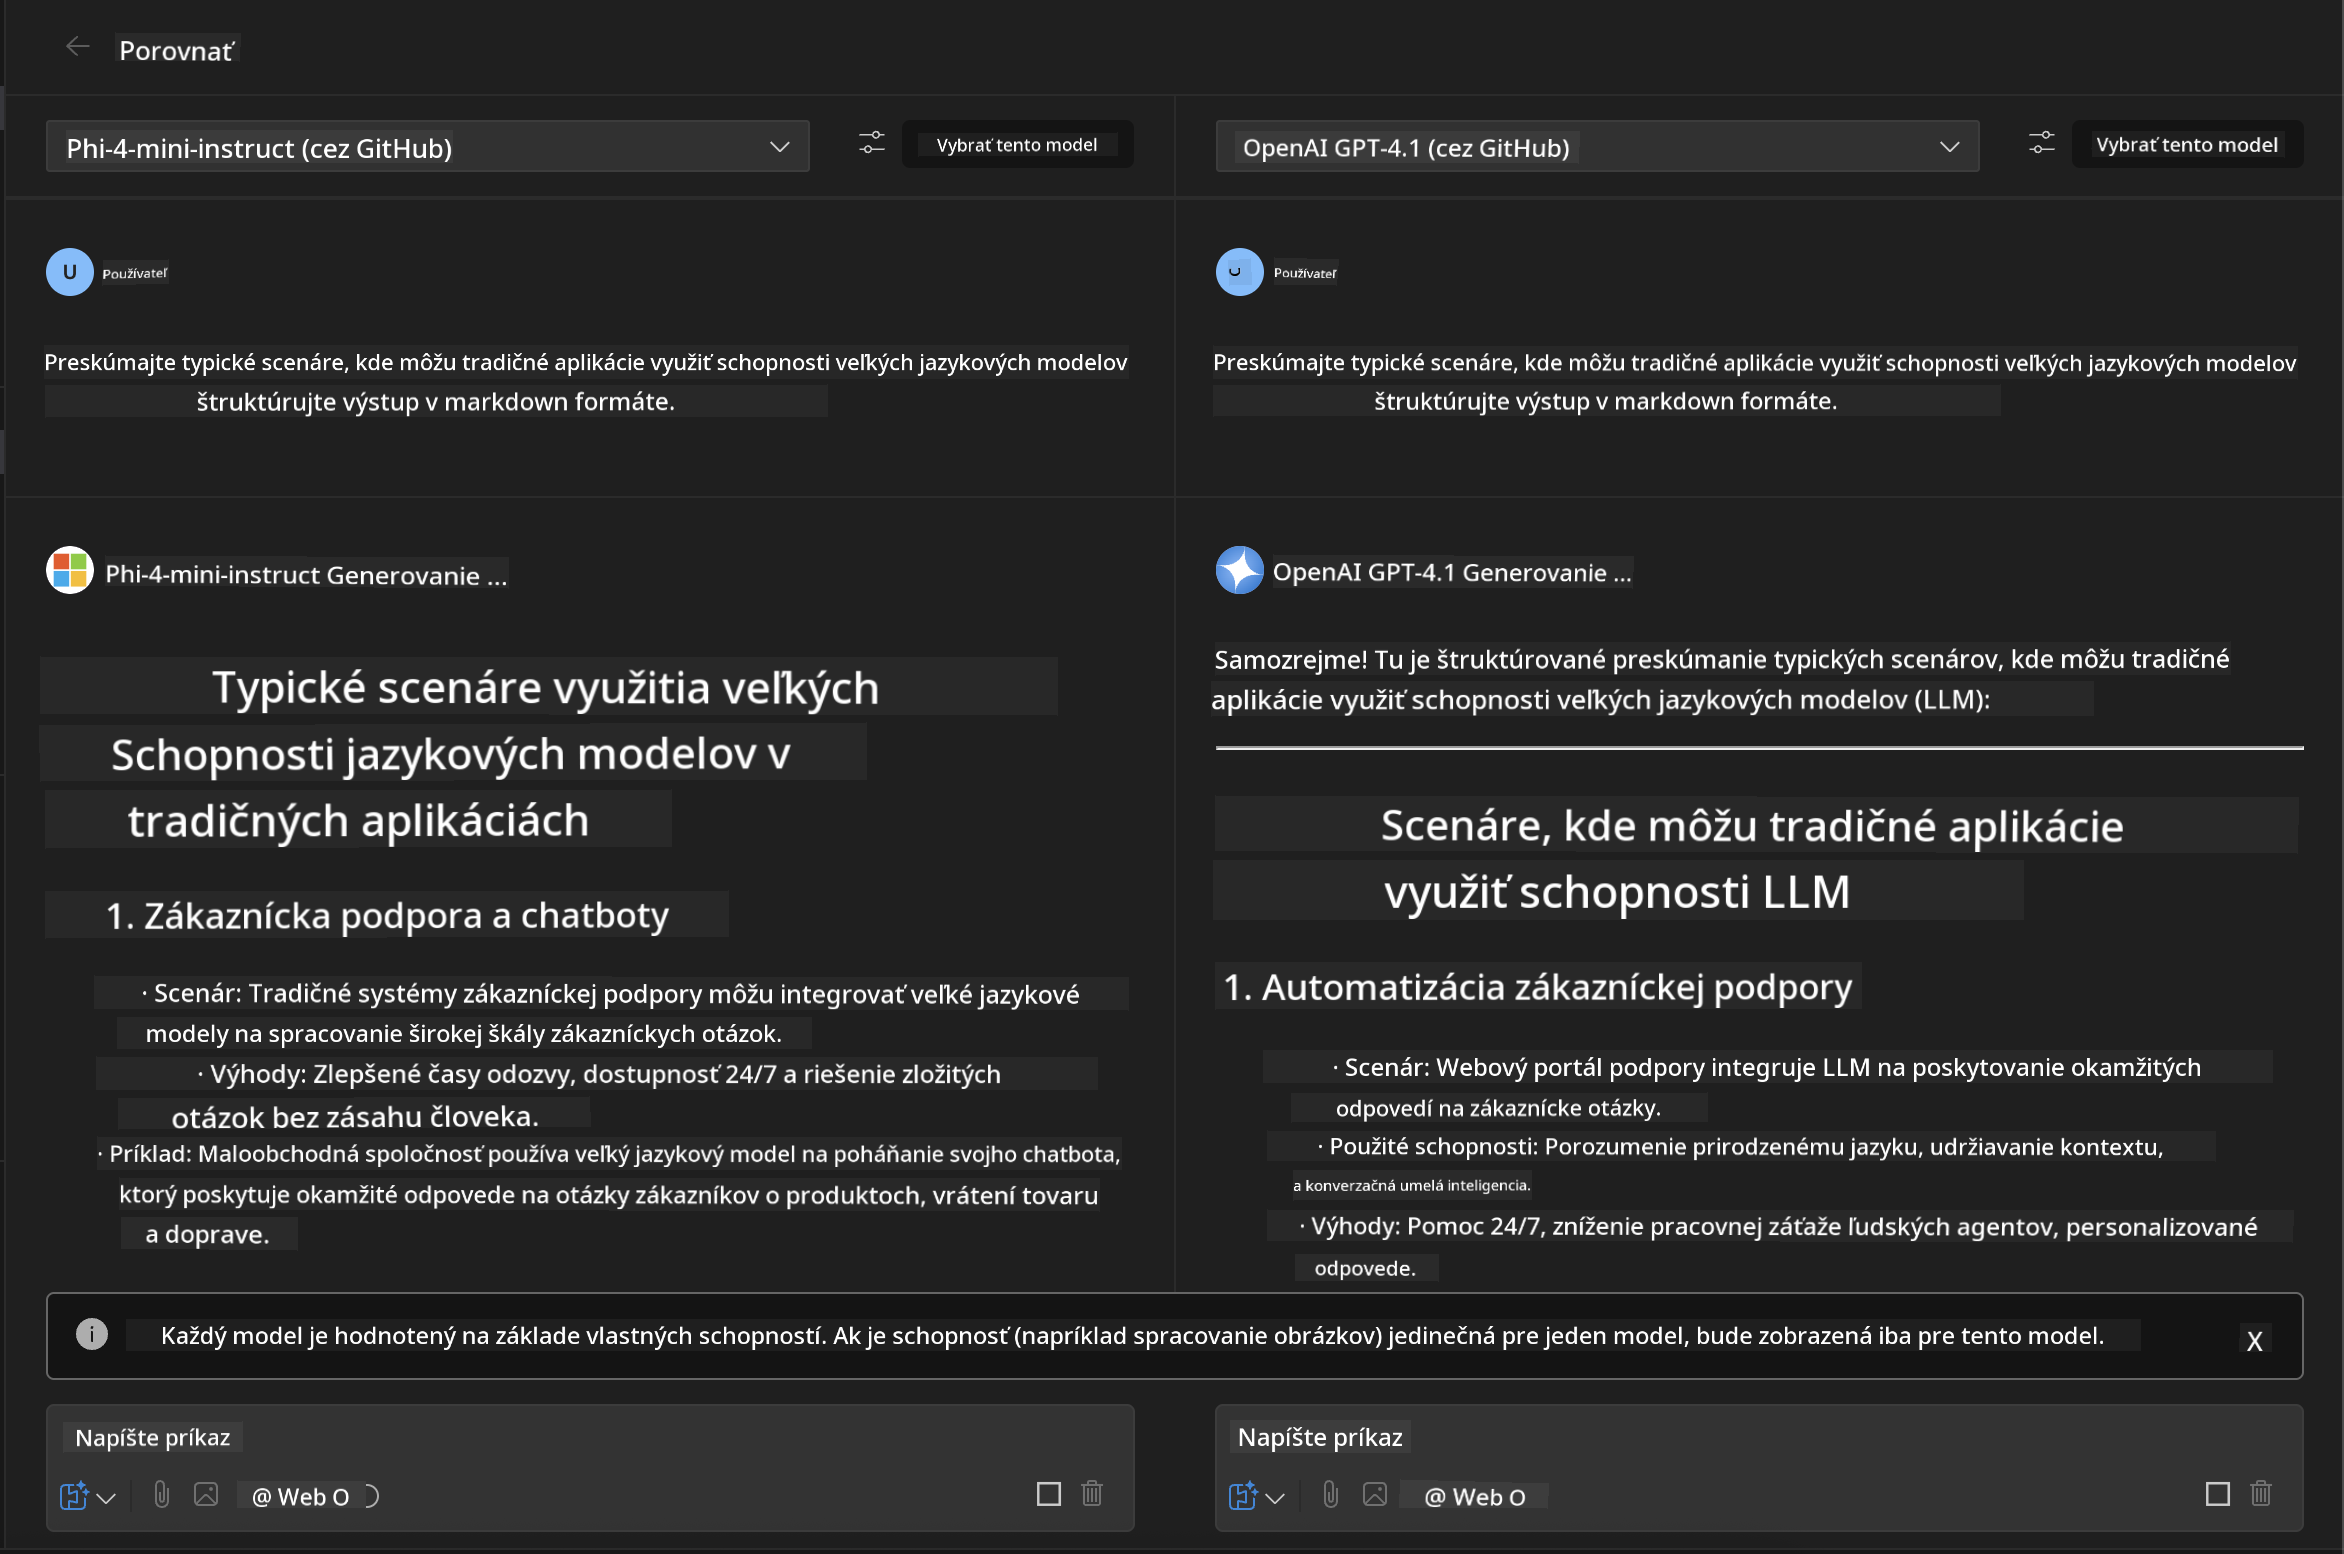 Porovnať
Phi-4-mini-instruct (cez GitHub)
Vybrať tento model
OpenAI GPT-4.1 (cez GitHub)
Vybrať tento model
U
Používateľ
Preskúmajte typické scenáre, kde môžu tradičné aplikácie využiť schopnosti veľkých jazykových modelov
štruktúrujte výstup v markdown formáte.
Phi-4-mini-instruct Generovanie ...
Typické scenáre využitia veľkých
Schopnosti jazykových modelov v
tradičných aplikáciách
1. Zákaznícka podpora a chatboty
· Scenár: Tradičné systémy zákazníckej podpory môžu integrovať veľké jazykové
modely na spracovanie širokej škály zákazníckych otázok.
· Výhody: Zlepšené časy odozvy, dostupnosť 24/7 a riešenie zložitých
otázok bez zásahu človeka.
· Príklad: Maloobchodná spoločnosť používa veľký jazykový model na poháňanie svojho chatbota,
ktorý poskytuje okamžité odpovede na otázky zákazníkov o produktoch, vrátení tovaru
a doprave.
Používateľ
Preskúmajte typické scenáre, kde môžu tradičné aplikácie využiť schopnosti veľkých jazykových modelov
štruktúrujte výstup v markdown formáte.
OpenAI GPT-4.1 Generovanie ...
Samozrejme! Tu je štruktúrované preskúmanie typických scenárov, kde môžu tradičné
aplikácie využiť schopnosti veľkých jazykových modelov (LLM):
Scenáre, kde môžu tradičné aplikácie
využiť schopnosti LLM
1. Automatizácia zákazníckej podpory
· Scenár: Webový portál podpory integruje LLM na poskytovanie okamžitých
odpovedí na zákaznícke otázky.
· Použité schopnosti: Porozumenie prirodzenému jazyku, udržiavanie kontextu,
a konverzačná umelá inteligencia.
· Výhody: Pomoc 24/7, zníženie pracovnej záťaže ľudských agentov, personalizované
odpovede.
Každý model je hodnotený na základe vlastných schopností. Ak je schopnosť (napríklad spracovanie obrázkov) jedinečná pre jeden model, bude zobrazená iba pre tento model.
X
Napíšte príkaz
@ Web O
Napíšte príkaz
@ Web O